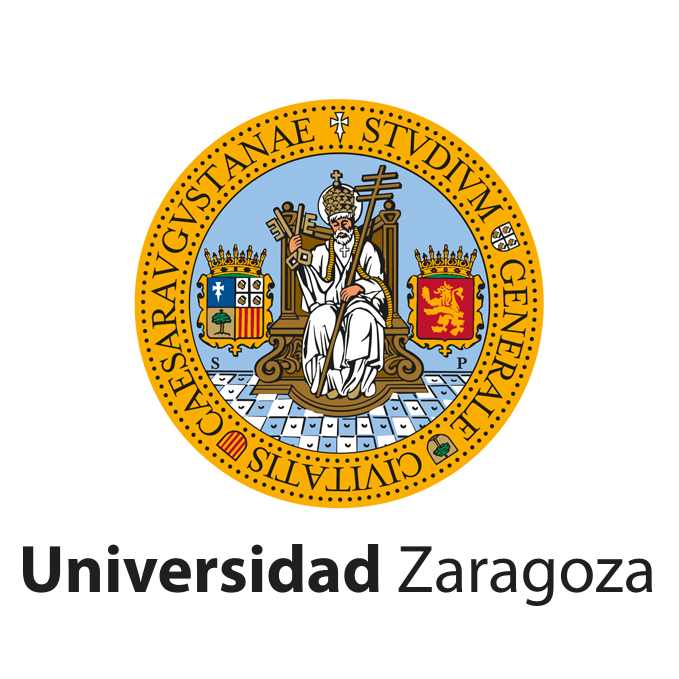 STVDIVM GENERALE CIVITATIS CAESARAVGVSTANAE
S P
Universidad Zaragoza